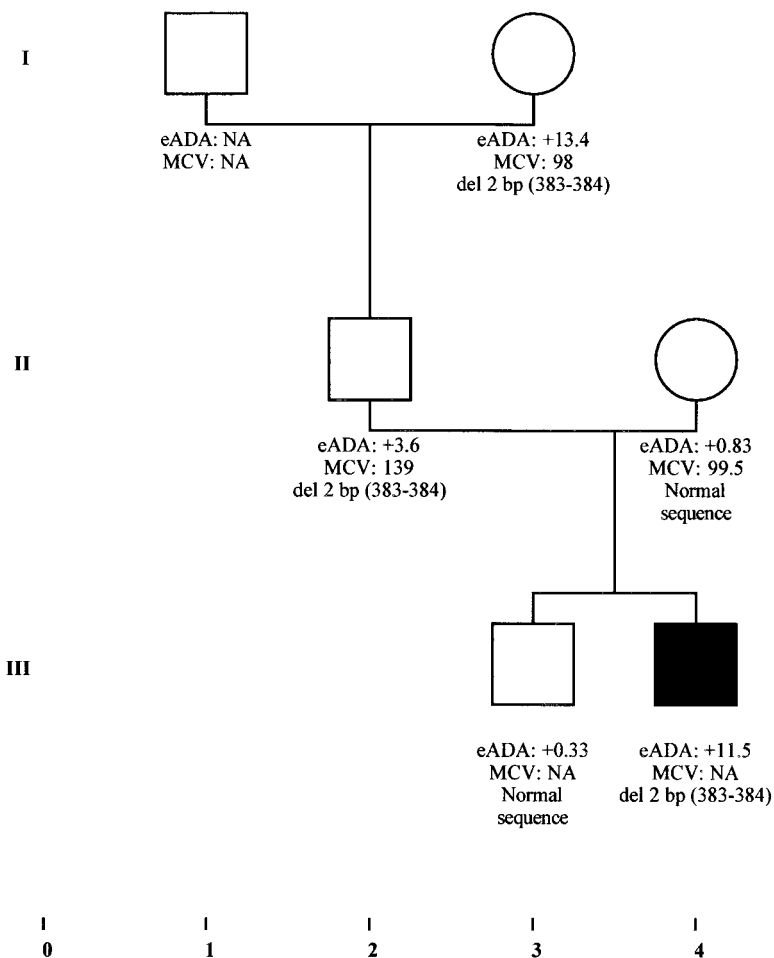 I
eADA: NA
MCV: NA
eADA: +13.4
MCV: 98
del 2 bp (383-384)
II
eADA: +3.6
MCV: 139
del 2 bp (383-384)
eADA: +0.83
MCV: 99.5
Normal
sequence
III
eADA: +0.33
MCV: NA
Normal
sequence
eADA: +11.5
MCV: NA
del 2 bp (383-384)
0 1 2 3 4